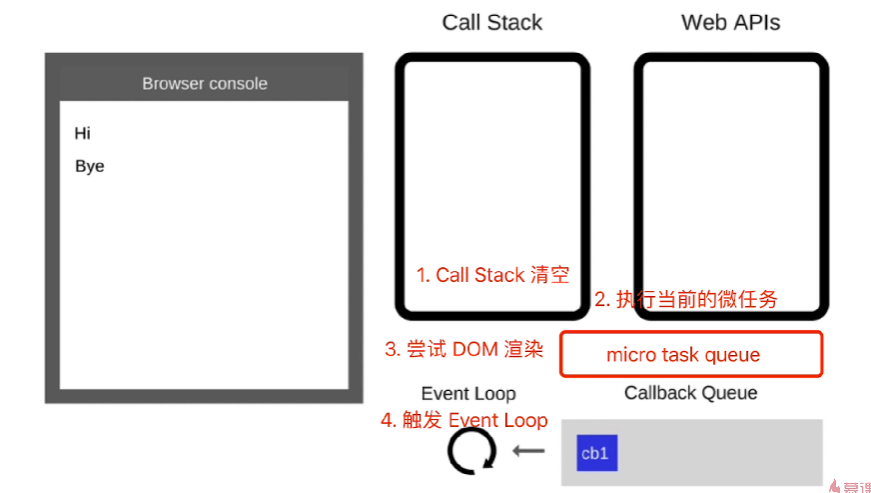 Call Stack
Web APIs
Browser console
Hi
Bye
1. Call Stack 清空
2. 执行当前的微任务
3. 尝试 DOM 渲染
micro task queue
Event Loop
Callback Queue
4. 触发 Event Loop
cb1
慕课